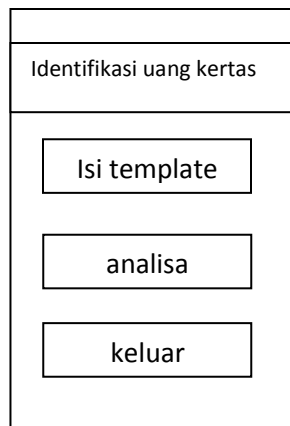 Identifikasi uang kertas
Isi template
analisa
keluar